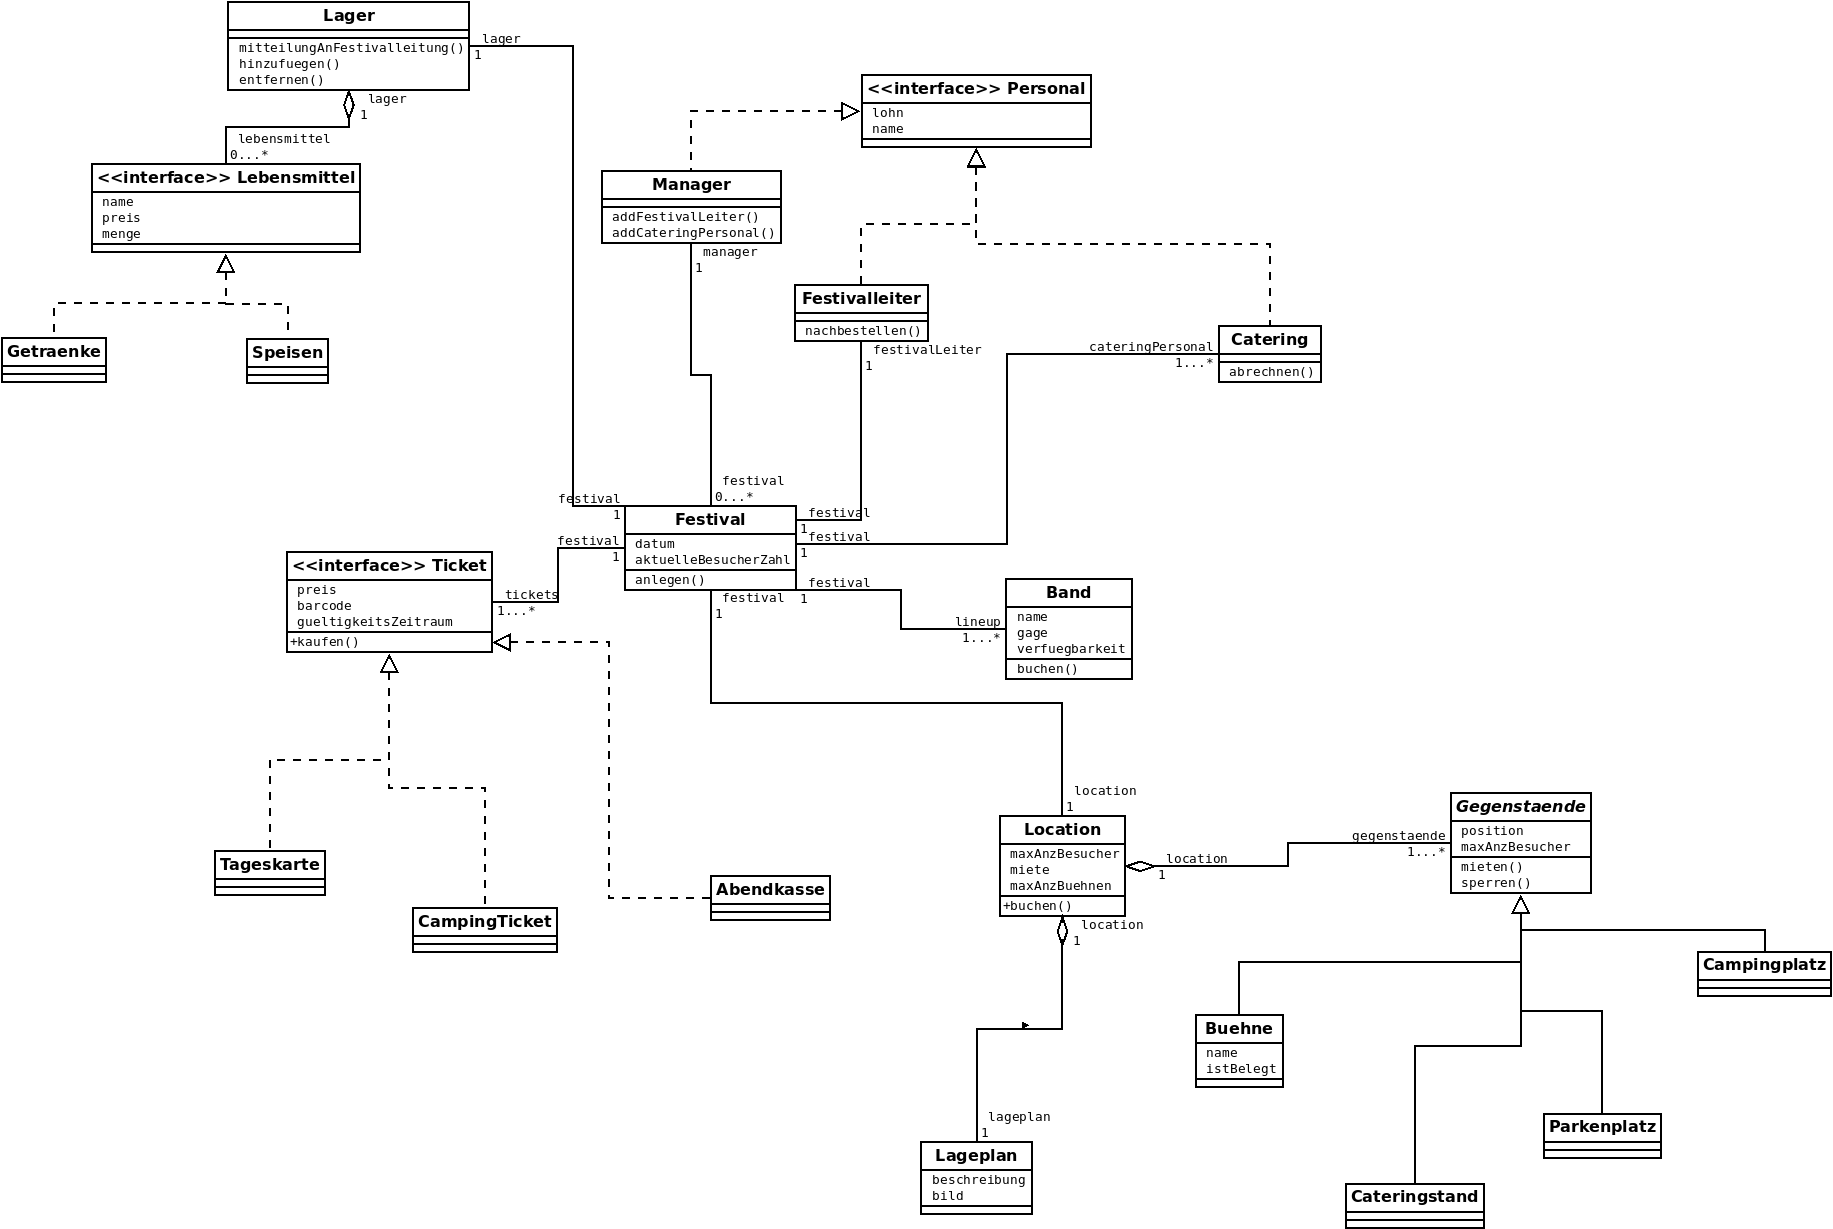 Lager
mitteilungAnFestivalleitung()
hinzufuegen()
entfernen()
lager
1
lager
1
lebensmittel
0...*
<<interface>> Lebensmittel
name
preis
menge
Getraenke
Speisen
<<interface>> Personal
lohn
name
Manager
addFestivalLeiter()
addCateringPersonal()
manager
1
Festivalleiter
nachbestellen()
festivalLeiter
1
Catering
abrechnen()
cateringPersonal
1...*
festival
0...*
festival
1
festival
1
Festival
datum
aktuelleBesucherZahl
anlegen()
festival
1
festival
1
festival
1
festival
1
<<interface>> Ticket
preis
barcode
gueltigkeitsZeitraum
+kaufen()
tickets
1...*
Band
name
gage
verfuegbarkeit
buchen()
lineup
1...*
Tageskarte
CampingTicket
Abendkasse
location
1
Location
maxAnzBesucher
miete
maxAnzBuehnen
+buchen()
location
1
location
1
gegenstaende
1...*
Gegenstaende
position
maxAnzBesucher
mieten()
sperren()
Campingplatz
Buehne
name
istBelegt
Parkenplatz
Cateringstand
lageplan
1
Lageplan
beschreibung
bild